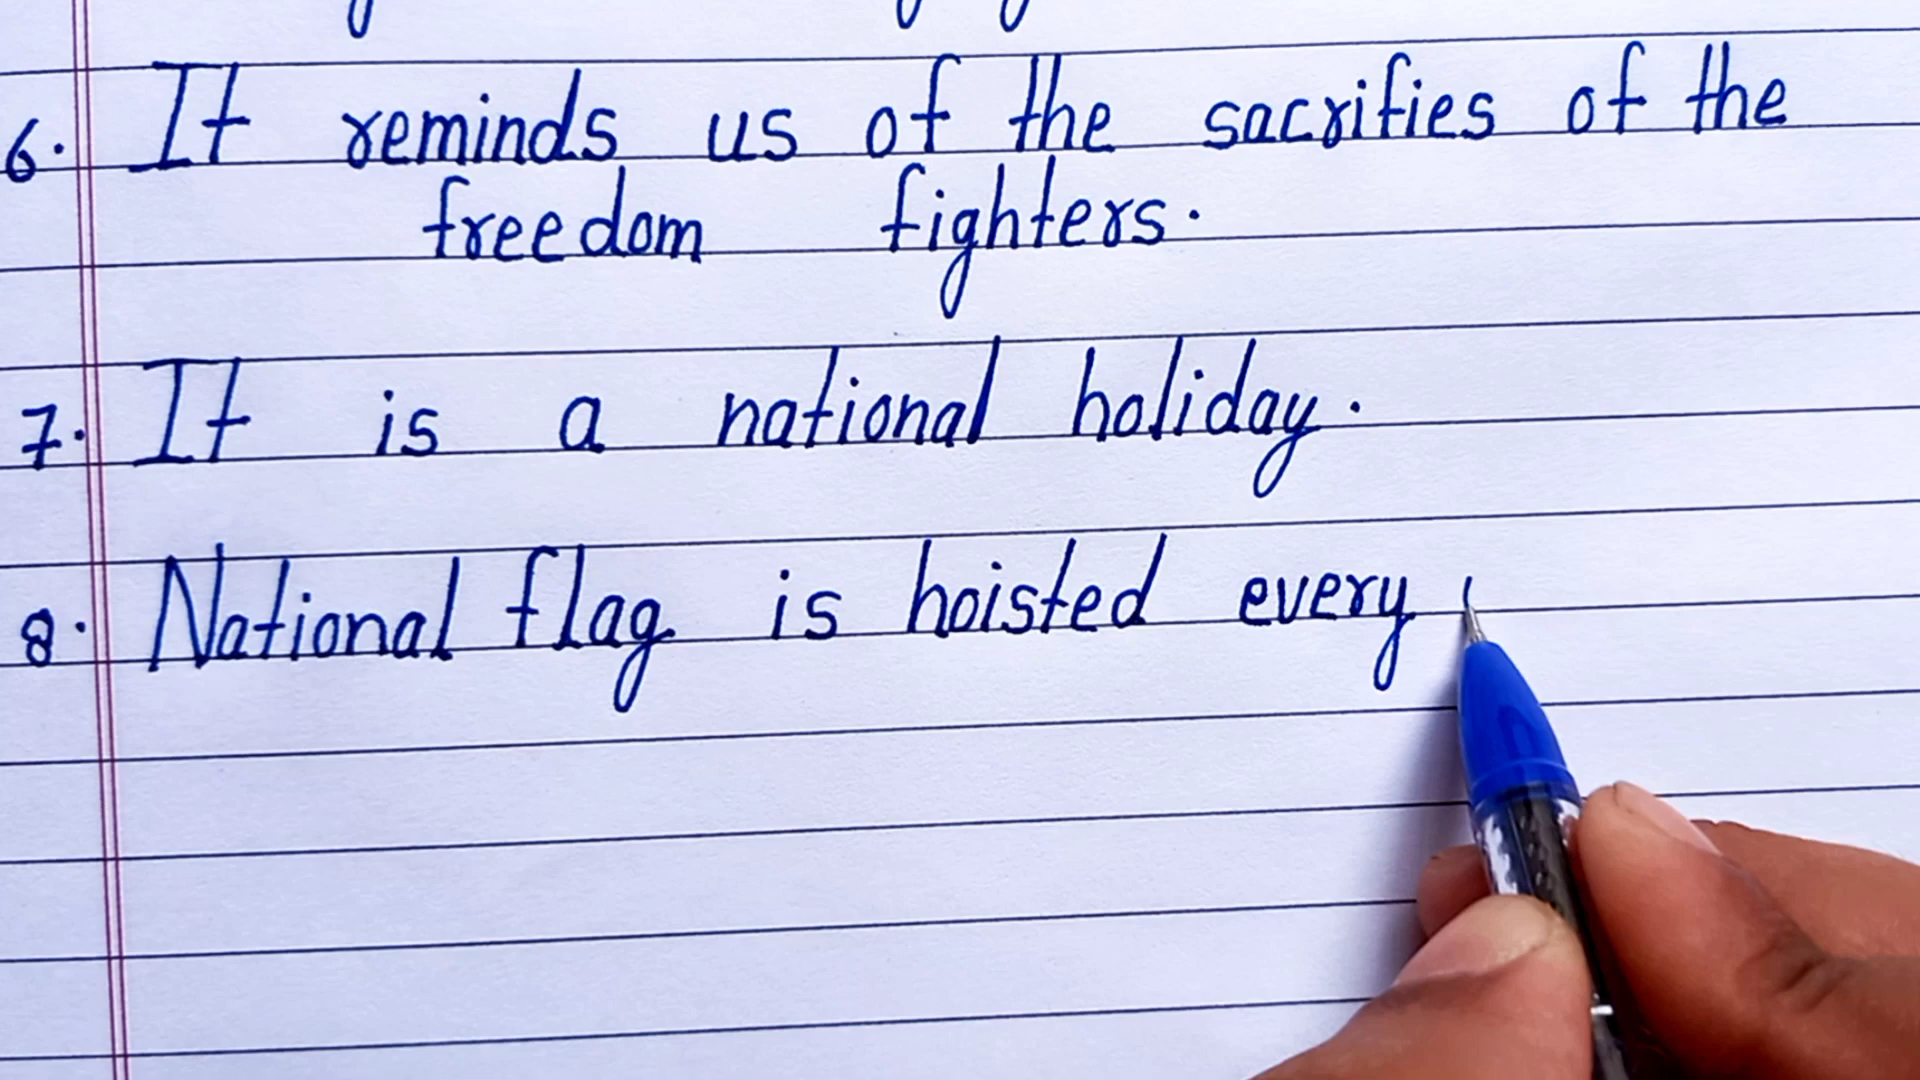 6. It reminds us of the sacrifies of the
freedom fighters.
7. It is a national holiday.
8. National flag is hoisted every